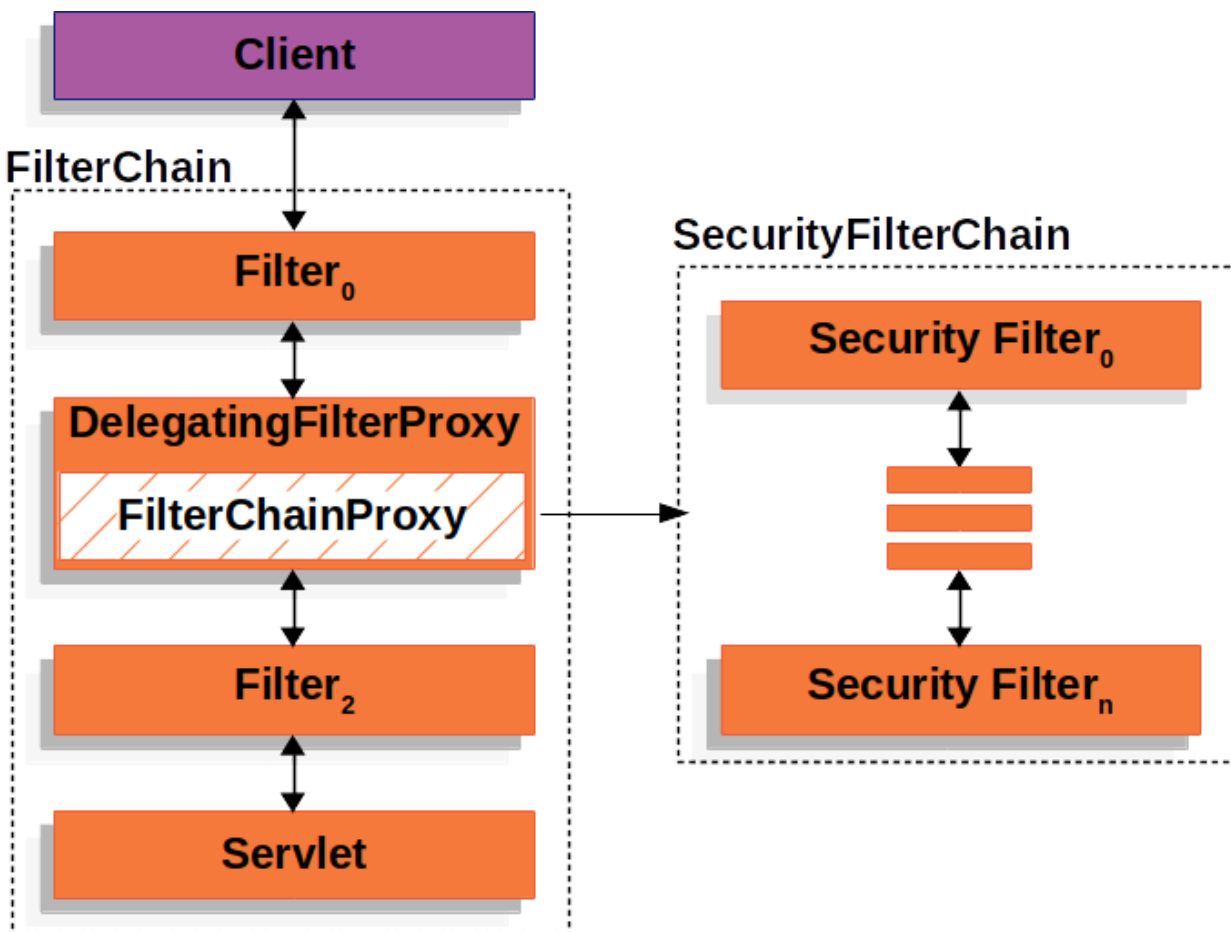 Client
FilterChain
Filter0
DelegatingFilterProxy
FilterChainProxy
Filter2
Servlet
SecurityFilterChain
Security Filter0
Security Filtern